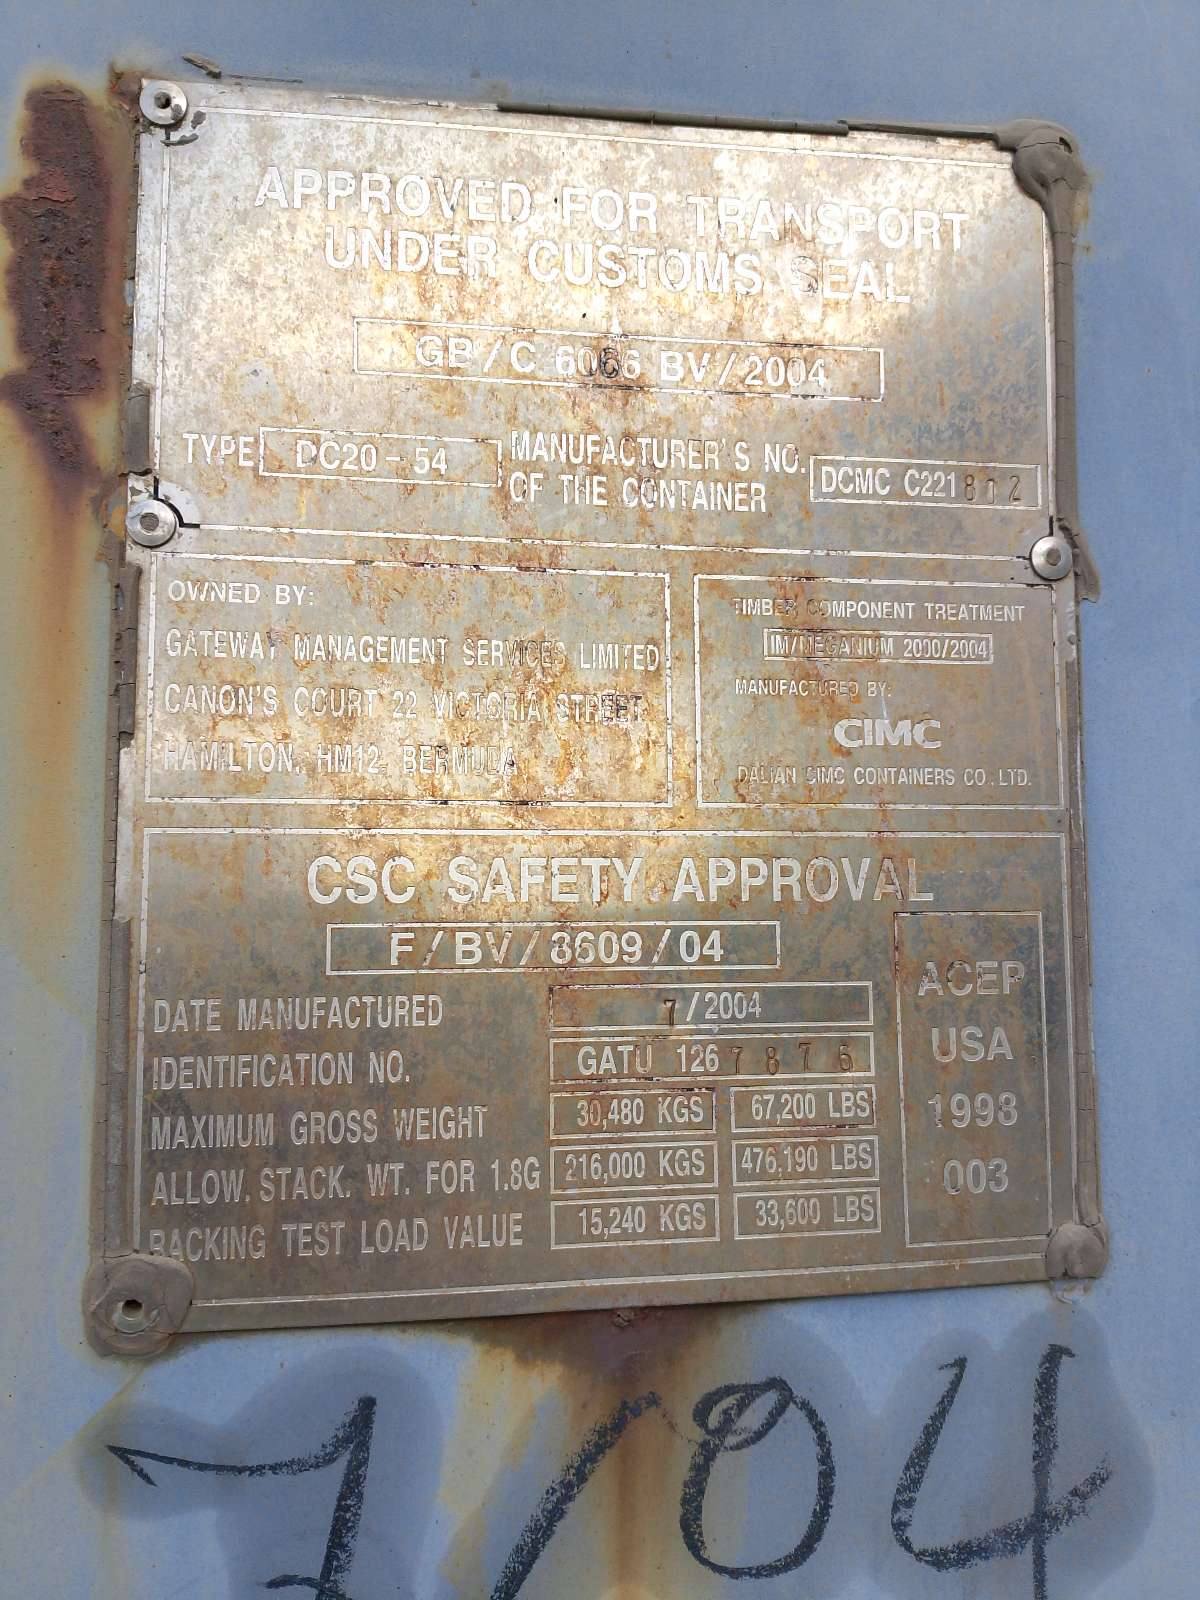 APPROVED FOR TRANSPORT
UNDER CUSTOMS SEAL
GB/C 6066 BV/2004
TYPE DC20-54 MANUFACTURER'S NO. OF THE CONTAINER DCMC C221812
OWNED BY:
GATEWAY MANAGEMENT SERVICES LIMITED
CANON'S COURT 22 VICTORIA STREET
HAMILTON, HM12, BERMUDA
TIMBER COMPONENT TREATMENT
IM/MEGANIUM 2000/2004
MANUFACTURED BY:
CIMC
DALIAN CIMC CONTAINERS CO.,LTD.
CSC SAFETY APPROVAL
F/BV/8609/04
DATE MANUFACTURED 7/2004
IDENTIFICATION NO. GATU 1267876
MAXIMUM GROSS WEIGHT 30,480 KGS 67,200 LBS
ALLOW. STACK. WT. FOR 1.8G 216,000 KGS 476,190 LBS
RACKING TEST LOAD VALUE 15,240 KGS 33,600 LBS
ACEP
USA
1998
003
7/04